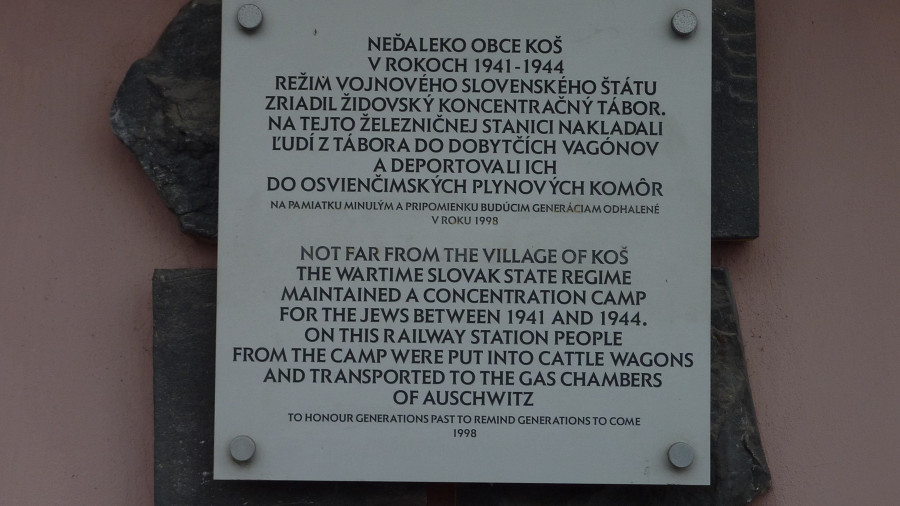 NEĎALEKO OBCE KOŠ
V ROKOCH 1941-1944
REŽIM VOJNOVÉHO SLOVENSKÉHO ŠTÁTU
ZRIADIL ŽIDOVSKÝ KONCENTRAČNÝ TÁBOR.
NA TEJTO ŽELEZNIČNEJ STANICI NAKLADALI
ĽUDÍ Z TÁBORA DO DOBYTČÍCH VAGÓNOV
A DEPORTOVALI ICH
DO OSVIENČIMSKÝCH PLYNOVÝCH KOMÔR
NA PAMIATKU MINULÝM A PRIPOMIENKU BUDÚCIM GENERÁCIAM ODHALENÉ
V ROKU 1998
NOT FAR FROM THE VILLAGE OF KOŠ
THE WARTIME SLOVAK STATE REGIME
MAINTAINED A CONCENTRATION CAMP
FOR THE JEWS BETWEEN 1941 AND 1944.
ON THIS RAILWAY STATION PEOPLE
FROM THE CAMP WERE PUT INTO CATTLE WAGONS
AND TRANSPORTED TO THE GAS CHAMBERS
OF AUSCHWITZ
TO HONOUR GENERATIONS PAST TO REMIND GENERATIONS TO COME
1998